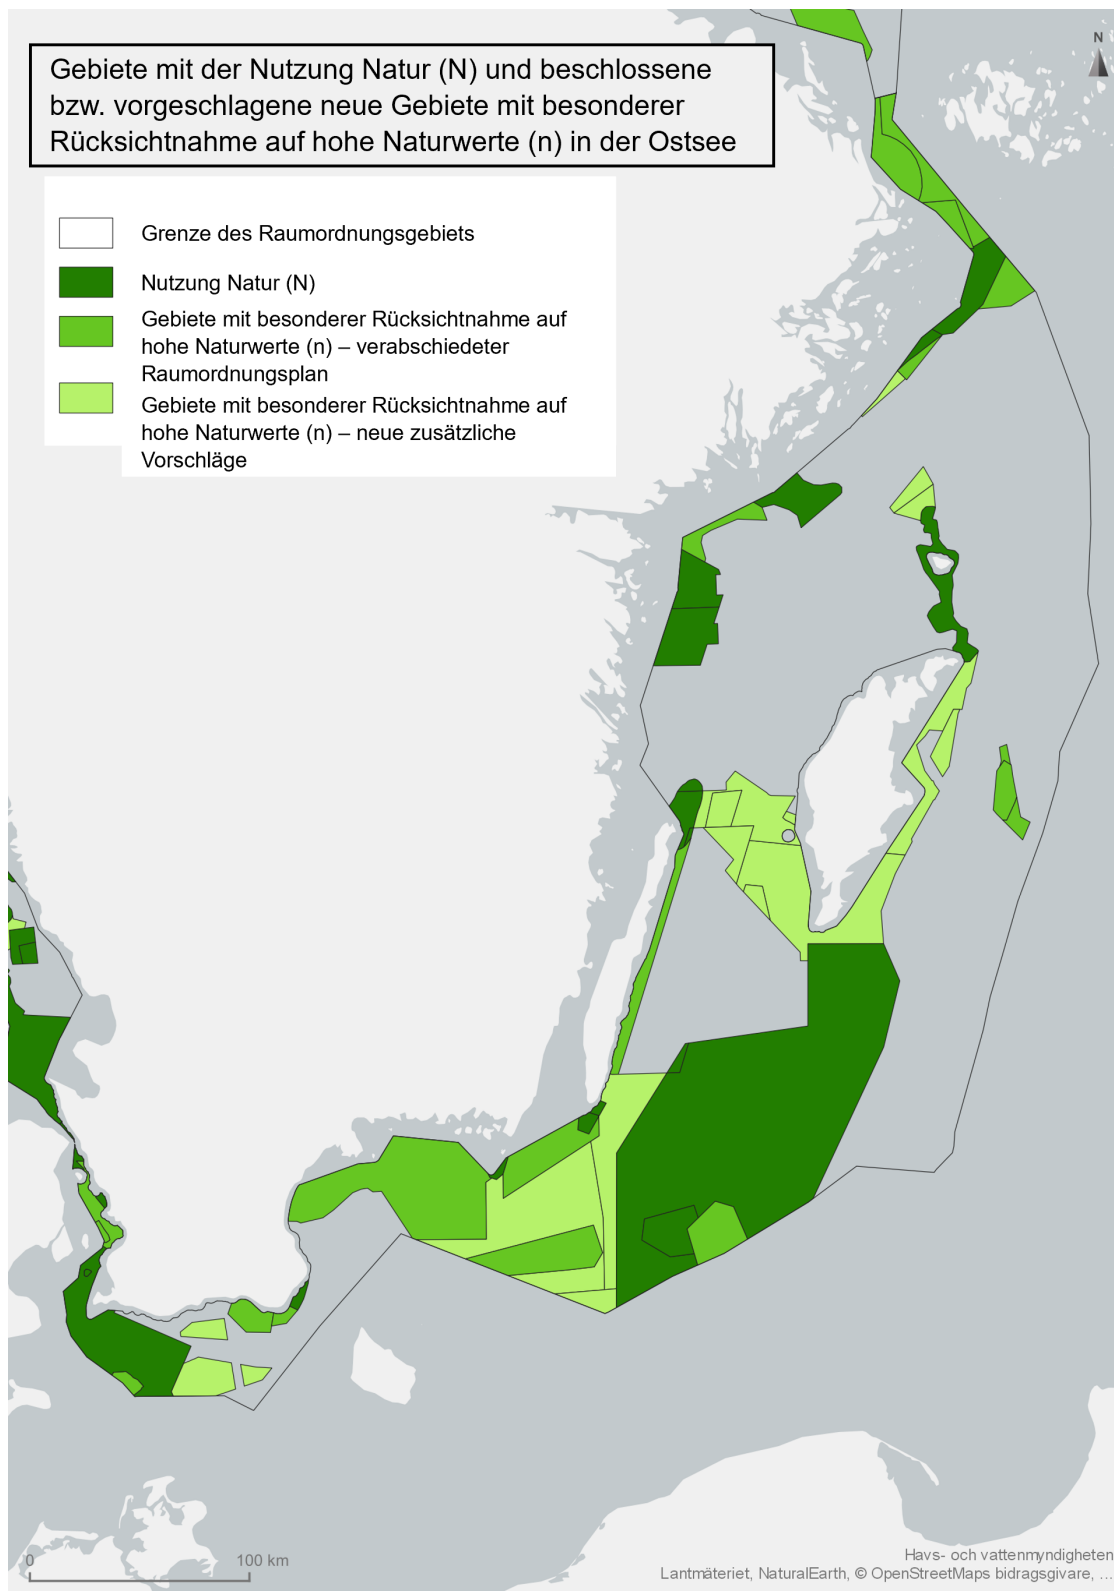 Gebiete mit der Nutzung Natur (N) und beschlossene
bzw. vorgeschlagene neue Gebiete mit besonderer
Rücksichtnahme auf hohe Naturwerte (n) in der Ostsee
N
Grenze des Raumordnungsgebiets
Nutzung Natur (N)
Gebiete mit besonderer Rücksichtnahme auf
hohe Naturwerte (n) – verabschiedeter
Raumordnungsplan
Gebiete mit besonderer Rücksichtnahme auf
hohe Naturwerte (n) – neue zusätzliche
Vorschläge
0 100 km
Havs- och vattenmyndigheten
Lantmäteriet, NaturalEarth, © OpenStreetMaps bidragsgivare, ...